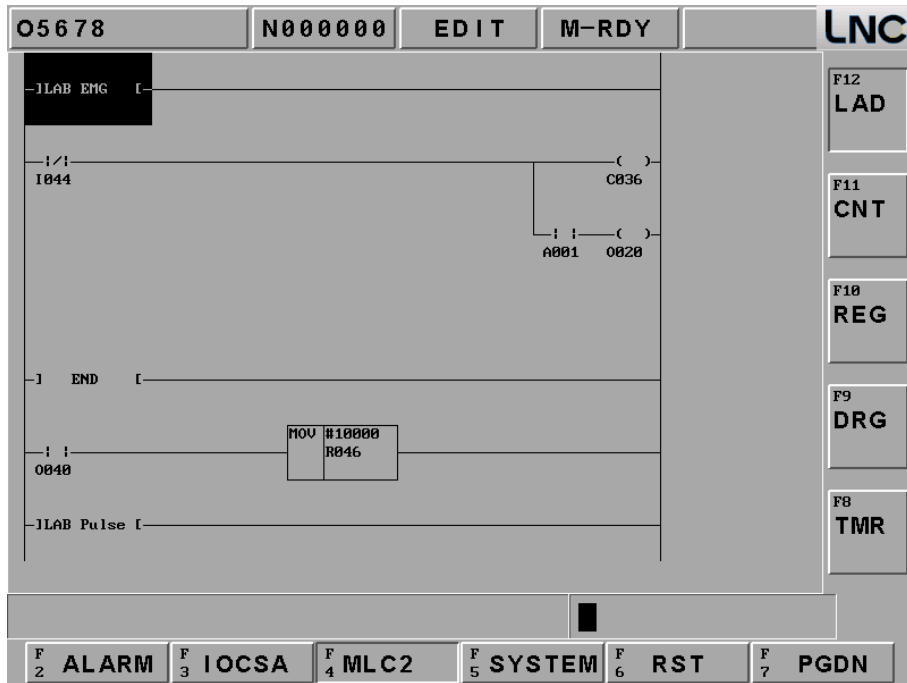 O5678 N000000 EDIT M-RDY LNC
]LAB EMG [
F12
LAD
I044 C036
F11
CNT
A001 O020
F10
REG
] END [
F9
DRG
MOV #10000
R046
O040
F8
TMR
]LAB Pulse [
F2 ALARM F3 IOCSA F4 MLC2 F5 SYSTEM F6 RST F7 PGDN